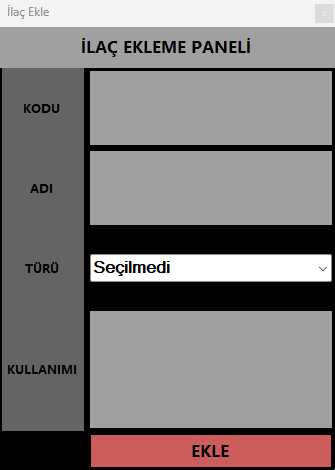 İlaç Ekle
İLAÇ EKLEME PANELİ
KODU
ADI
TÜRÜ
Seçilmedi
KULLANIMI
EKLE